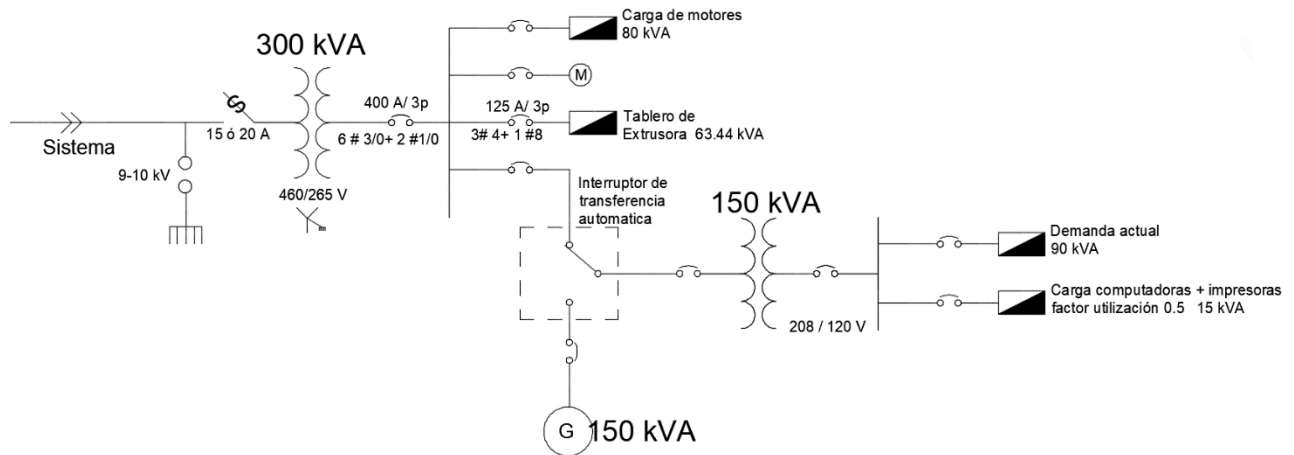 Carga de motores
80 kVA
300 kVA
M
400 A/ 3p
125 A/ 3p
Tablero de
Extrusora 63.44 kVA
15 ó 20 A
6 # 3/0+ 2 #1/0
3# 4+ 1 #8
Sistema
9-10 kV
460/265 V
Interruptor de
transferencia
automatica
150 kVA
Demanda actual
90 kVA
Carga computadoras + impresoras
factor utilización 0.5 15 kVA
208 / 120 V
G
150 kVA